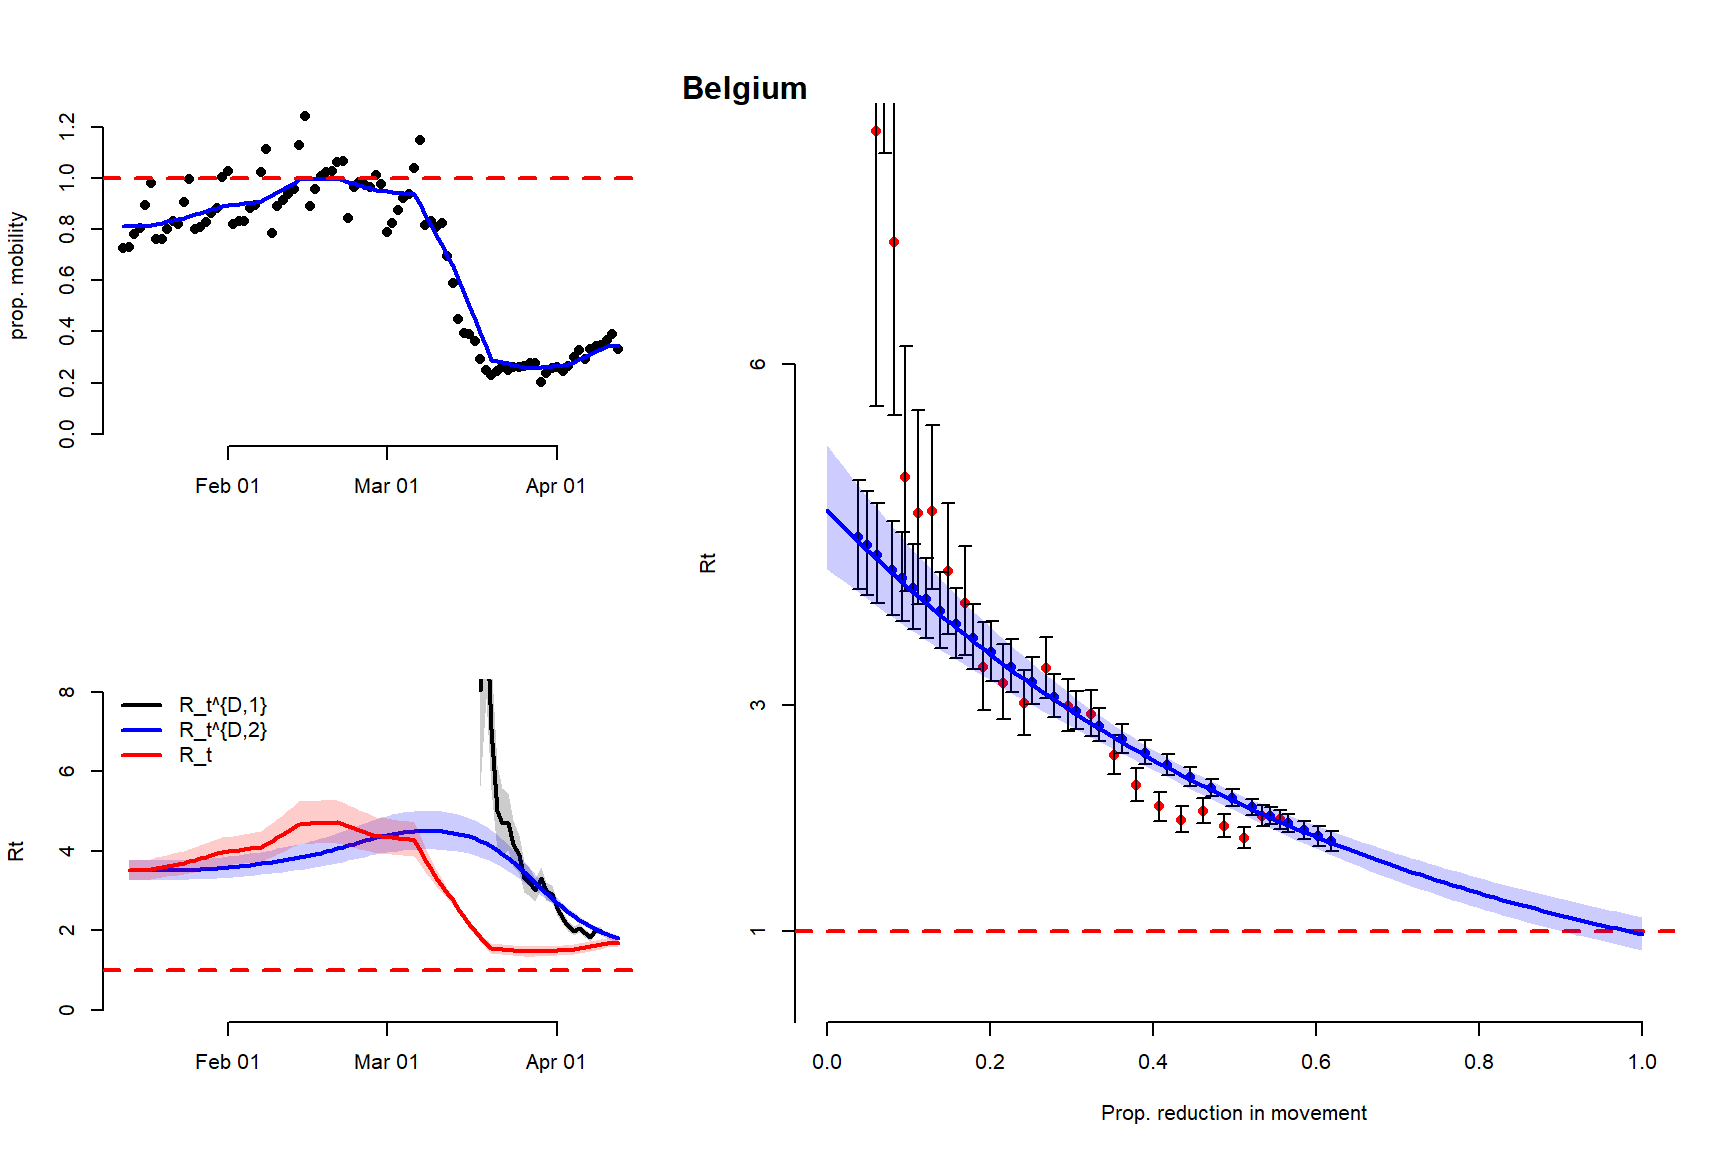 Belgium
prop. mobility
0.0 0.2 0.4 0.6 0.8 1.0 1.2
Feb 01 Mar 01 Apr 01
Rt
0 2 4 6 8
R_t^{D,1}
R_t^{D,2}
R_t
Feb 01 Mar 01 Apr 01
Rt
6
3
1
0.0 0.2 0.4 0.6 0.8 1.0
Prop. reduction in movement